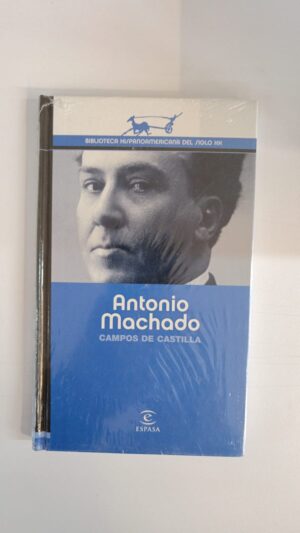 BIBLIOTECA HISPANOAMERICANA DEL SIGLO XX
Antonio
Machado
CAMPOS DE CASTILLA
e
ESPASA